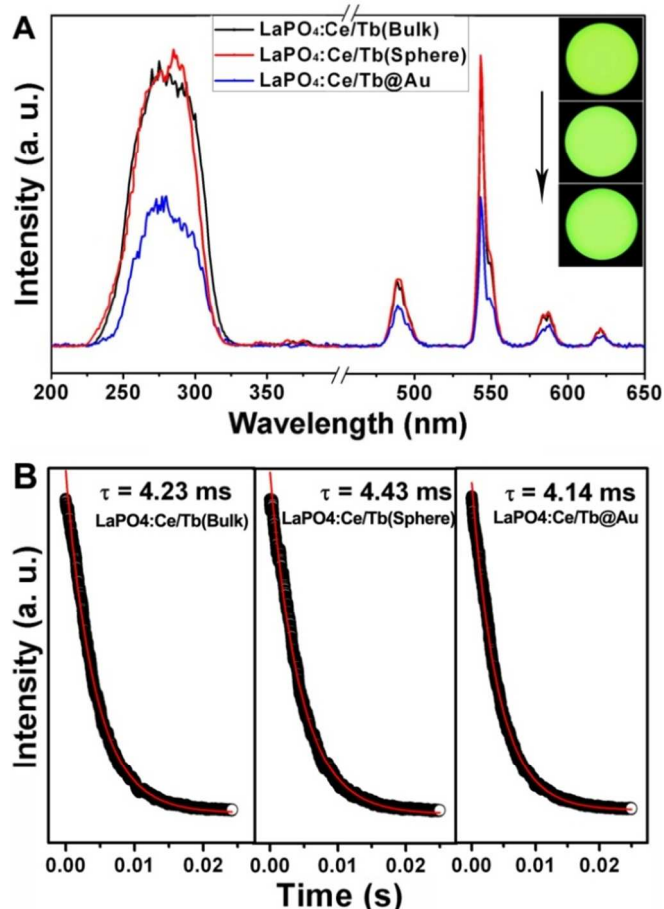 A
LaPO₄:Ce/Tb(Bulk)
LaPO₄:Ce/Tb(Sphere)
LaPO₄:Ce/Tb@Au
Intensity (a. u.)
200 250 300 350 500 550 600 650
Wavelength (nm)
B
τ = 4.23 ms τ = 4.43 ms τ = 4.14 ms
LaPO4:Ce/Tb(Bulk) LaPO4:Ce/Tb(Sphere) LaPO4:Ce/Tb@Au
Intensity (a. u.)
0.00 0.01 0.02 0.00 0.01 0.02 0.00 0.01 0.02
Time (s)